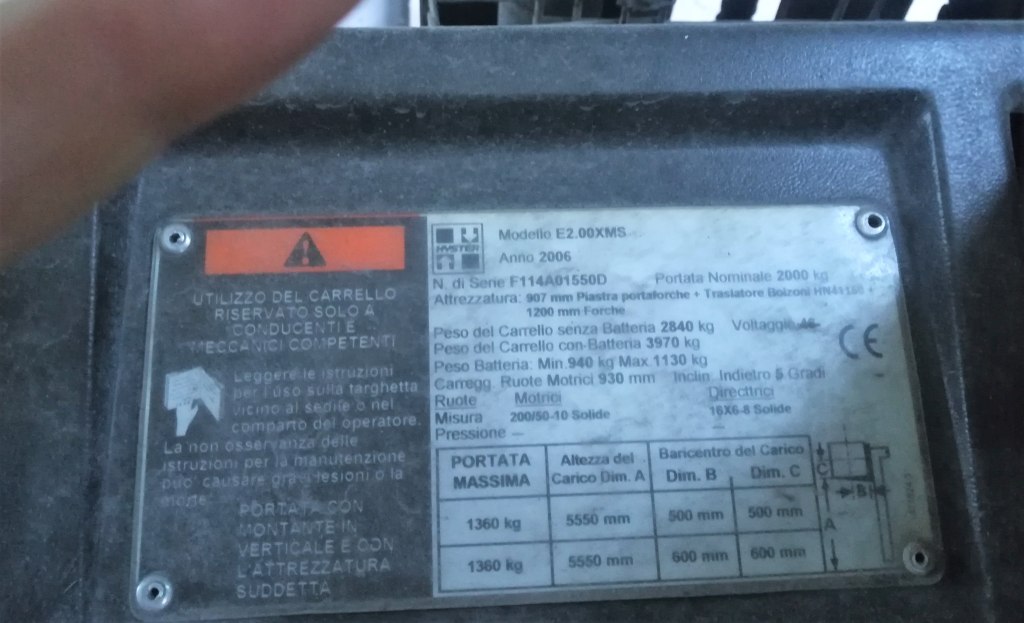 UTILIZZO DEL CARRELLO
RISERVATO SOLO A
CONDUCENTI E
MECCANICI COMPETENTI
Leggere le istruzioni
per l'uso sulla targhetta
vicino al sedile o nel
comparto del operatore.
La non osservanza delle
istruzioni per la manutenzione
puo' causare gravi lesioni o la
morte.
PORTATA CON
MONTANTE IN
VERTICALE E CON
L'ATTREZZATURA
SUDDETTA
HYSTER
Modello E2.00XMS
Anno 2006
N. di Serie F114A01550D Portata Nominale 2000 kg
Attrezzatura: 907 mm Piastra portaforche + Traslatore Bolzoni +
1200 mm Forche
Peso del Carrello senza Batteria 2840 kg Voltaggio
Peso del Carrello con Batteria 3970 kg
Peso Batteria: Min 940 kg Max 1130 kg
CE
Carregg. Ruote Motrici 930 mm Inclin. Indietro 5 Gradi
Ruote Motrici Direttrici
Misura 200/50-10 Solide 16X6-8 Solide
Pressione — —
PORTATA MASSIMA Altezza del Carico Dim. A Baricentro del Carico
Dim. B Dim. C
1360 kg 5550 mm 500 mm 500 mm
1360 kg 5550 mm 600 mm 600 mm
C
B
A